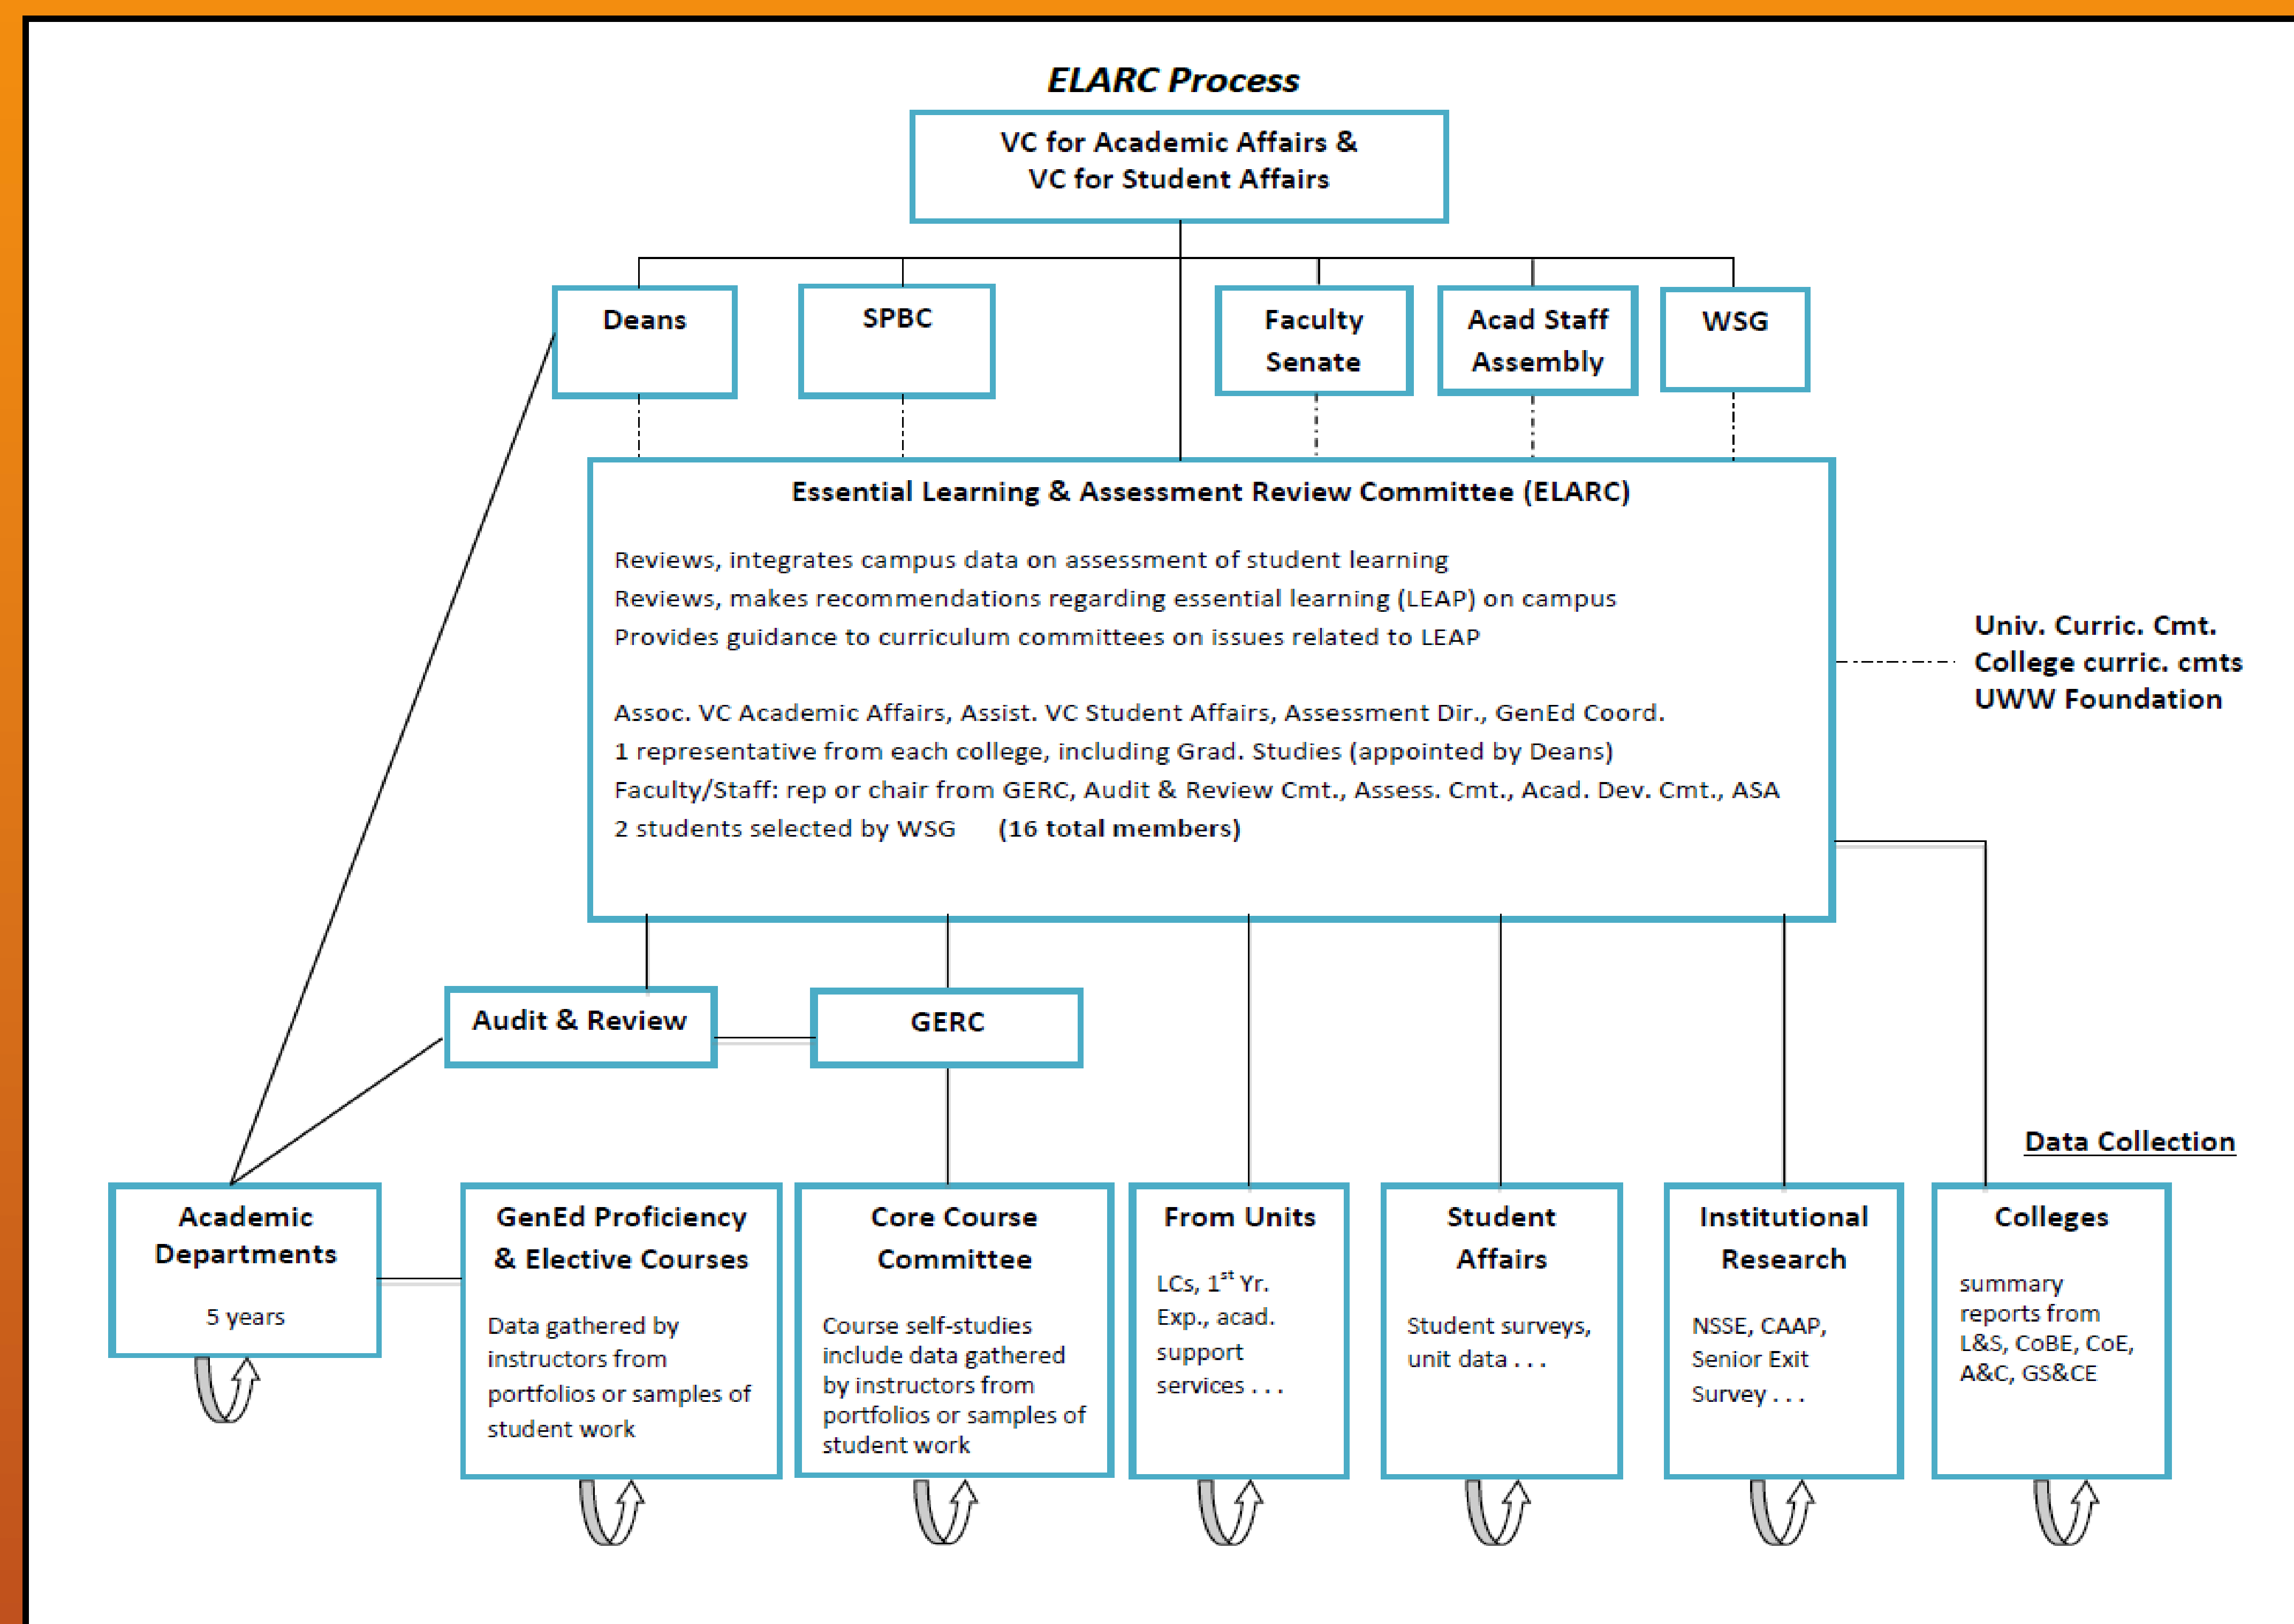 ELARC Process
VC for Academic Affairs &
VC for Student Affairs
Deans
SPBC
Faculty
Senate
Acad Staff
Assembly
WSG
Essential Learning & Assessment Review Committee (ELARC)
Reviews, integrates campus data on assessment of student learning
Reviews, makes recommendations regarding essential learning (LEAP) on campus
Provides guidance to curriculum committees on issues related to LEAP
Assoc. VC Academic Affairs, Assist. VC Student Affairs, Assessment Dir., GenEd Coord.
1 representative from each college, including Grad. Studies (appointed by Deans)
Faculty/Staff: rep or chair from GERC, Audit & Review Cmt., Assess. Cmt., Acad. Dev. Cmt., ASA
2 students selected by WSG (16 total members)
Univ. Curric. Cmt.
College curric. cmts
UWW Foundation
Audit & Review
GERC
Data Collection
Academic
Departments
5 years
GenEd Proficiency
& Elective Courses
Data gathered by
instructors from
portfolios or samples of
student work
Core Course
Committee
Course self-studies
include data gathered
by instructors from
portfolios or samples of
student work
From Units
LCs, 1st Yr.
Exp., acad.
support
services . . .
Student
Affairs
Student surveys,
unit data . . .
Institutional
Research
NSSE, CAAP,
Senior Exit
Survey . . .
Colleges
summary
reports from
L&S, CoBE, CoE,
A&C, GS&CE